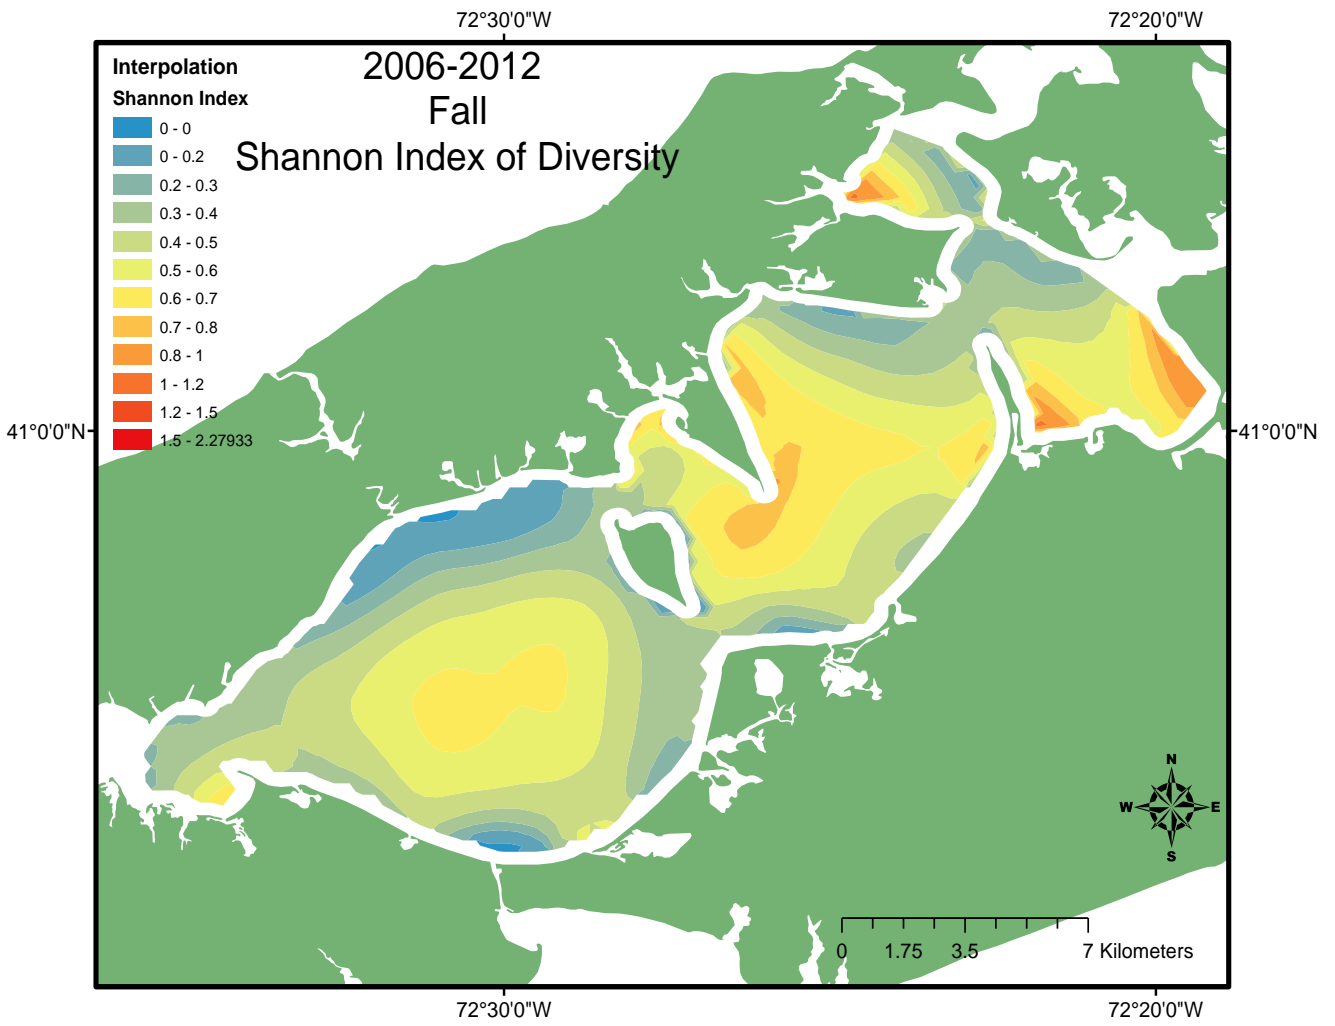 72°30'0"W
72°20'0"W
2006-2012
Fall
Shannon Index of Diversity
Interpolation
Shannon Index
0 - 0
0 - 0.2
0.2 - 0.3
0.3 - 0.4
0.4 - 0.5
0.5 - 0.6
0.6 - 0.7
0.7 - 0.8
0.8 - 1
1 - 1.2
1.2 - 1.5
1.5 - 2.27933
41°0'0"N
41°0'0"N
N
W
E
S
0
1.75
3.5
7 Kilometers
72°30'0"W
72°20'0"W